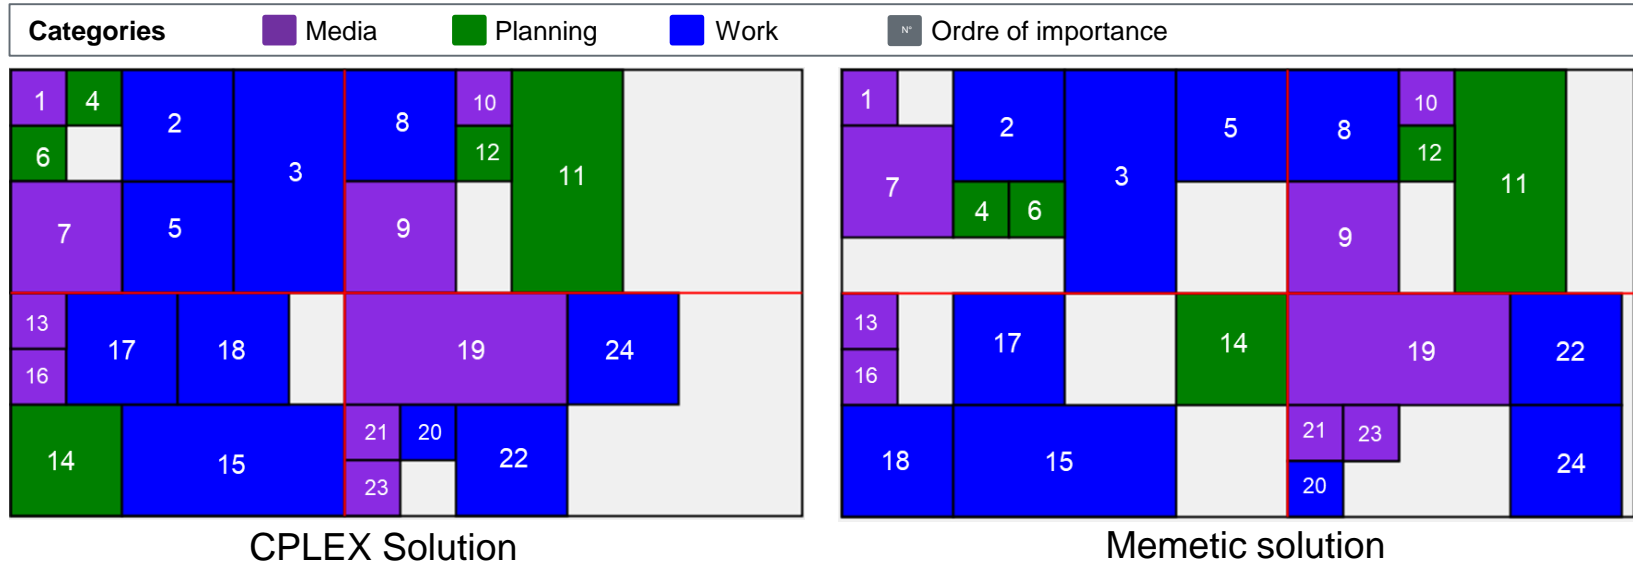 Categories Media Planning Work N° Ordre of importance
1 4 2 3 8 10 11
6 12
7 5 9
13 17 18 19 24
16
14 15 21 20 22
23
CPLEX Solution
1 2 3 5 8 10 11
12
7 4 6 9
13 17 14 19 22
16
18 15 21 23 24
20
Memetic solution